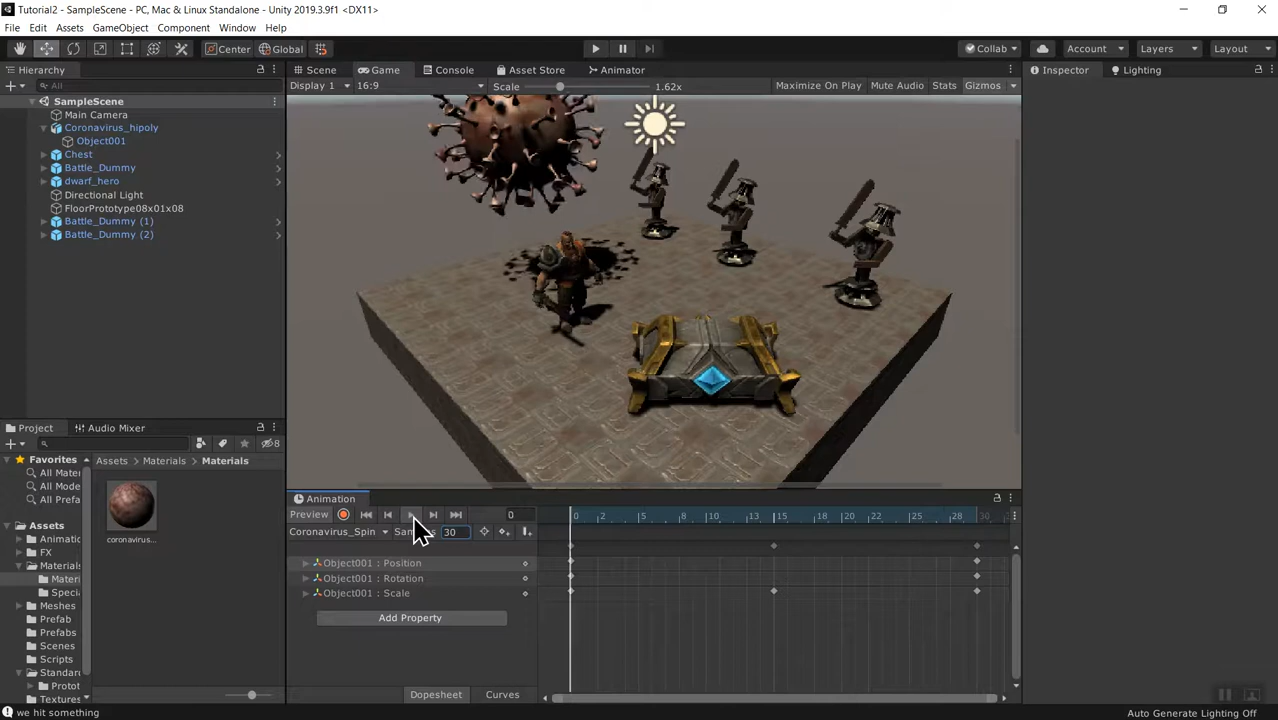 Tutorial2 - SampleScene - PC, Mac & Linux Standalone - Unity 2019.3.9f1 <DX11>
File Edit Assets GameObject Component Window Help
Center Global Collab Account Layers Layout
Hierarchy Scene Game Console Asset Store Animator Inspector Lighting
All Display 1 16:9 Scale 1.62x Maximize On Play Mute Audio Stats Gizmos
SampleScene
Main Camera
Coronavirus_hipoly
Object001
Chest
Battle_Dummy
dwarf_hero
Directional Light
FloorPrototype08x01x08
Battle_Dummy (1)
Battle_Dummy (2)
Project Audio Mixer
8
Favorites Assets Materials Materials
All Mate
All Mode
All Prefa
Assets
Animatio
FX
Materials
Materi
Speci
Meshes
Prefab
Prefabs
Scenes
Scripts
Standar
Protot
Textures
coronavirus...
Animation
Preview 0 0 2 5 8 10 12 15 18 20 22 25 28 30
Coronavirus_Spin Sam s 30
Object001 : Position
Object001 : Rotation
Object001 : Scale
Add Property
Dopesheet Curves
we hit something Auto Generate Lighting Off